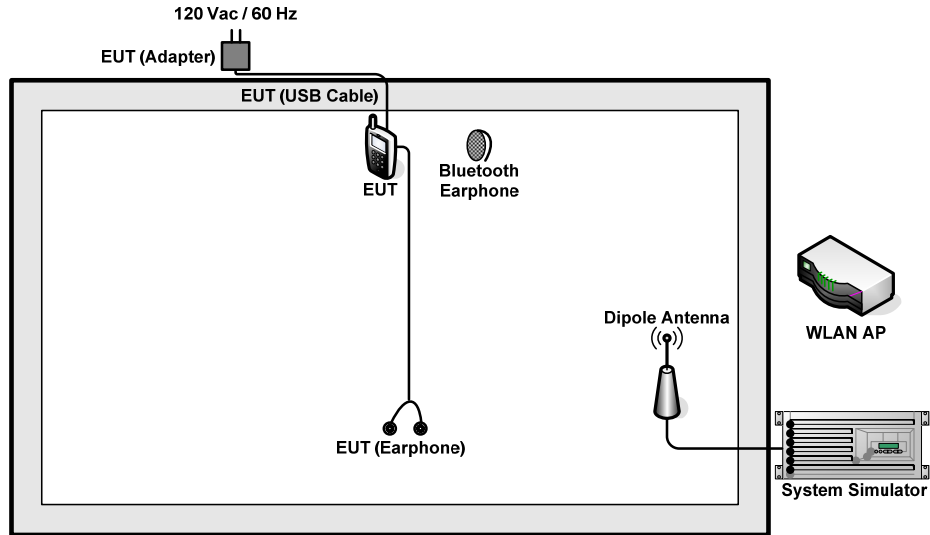 120 Vac / 60 Hz
EUT (Adapter)
EUT (USB Cable)
EUT
Bluetooth
Earphone
Dipole Antenna
WLAN AP
EUT (Earphone)
System Simulator